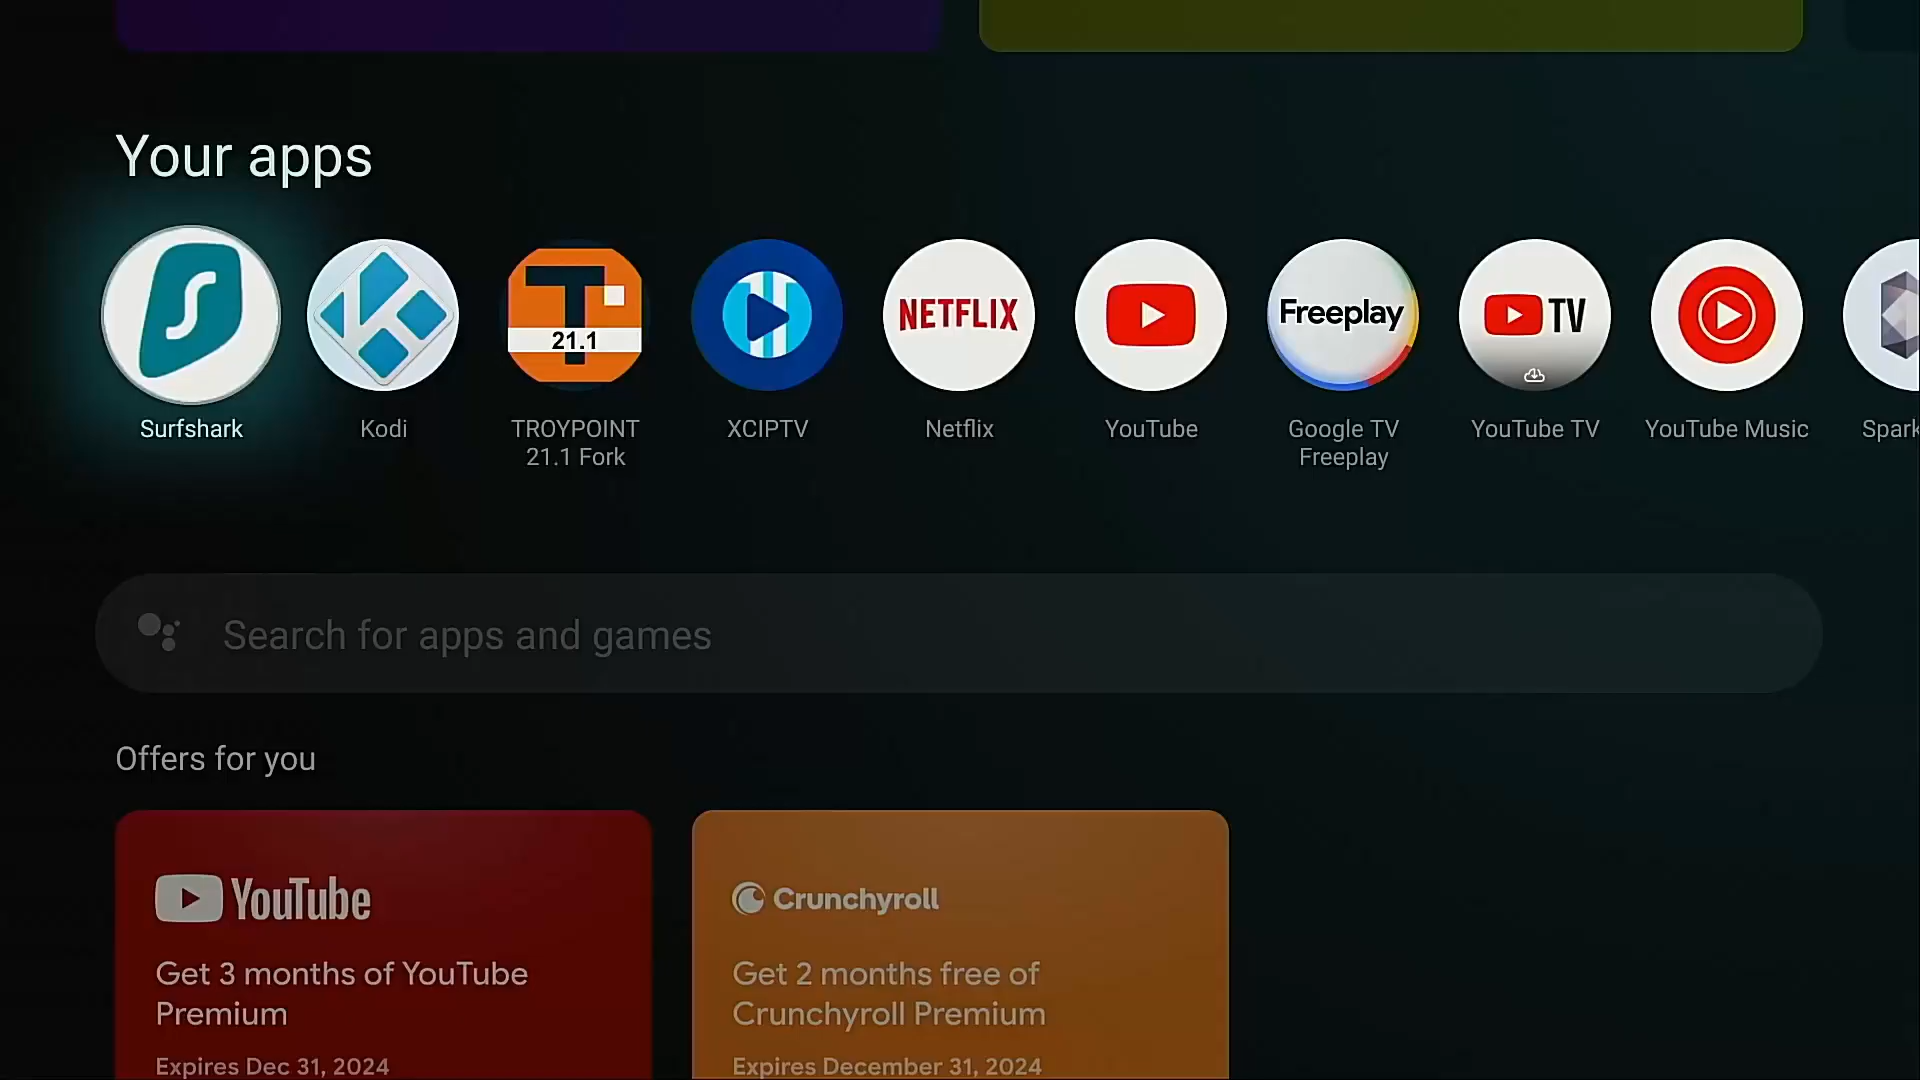 Your apps
21.1
NETFLIX
Freeplay
TV
Surfshark
Kodi
TROYPOINT
21.1 Fork
XCIPTV
Netflix
YouTube
Google TV
Freeplay
YouTube TV
YouTube Music
Spark
Search for apps and games
Offers for you
YouTube
Get 3 months of YouTube
Premium
Expires Dec 31, 2024
Crunchyroll
Get 2 months free of
Crunchyroll Premium
Expires December 31, 2024